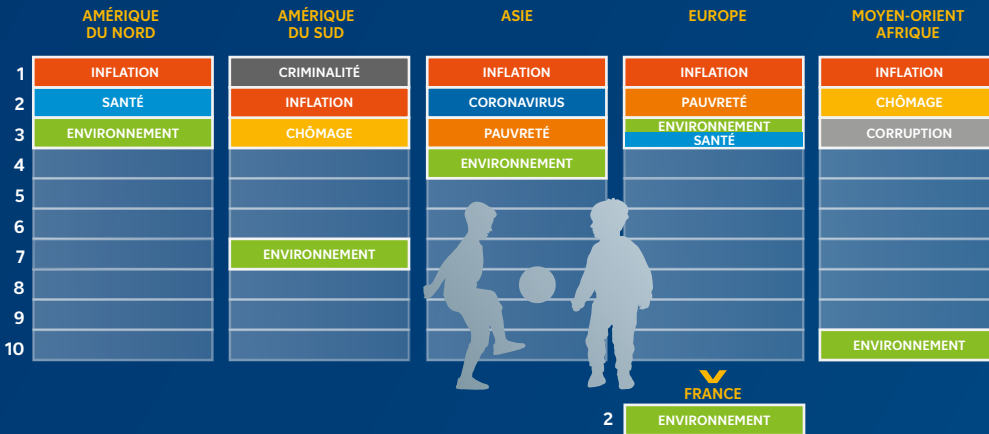 AMÉRIQUE
DU NORD
AMÉRIQUE
DU SUD
ASIE
EUROPE
MOYEN-ORIENT
AFRIQUE
1 INFLATION CRIMINALITÉ INFLATION INFLATION INFLATION
2 SANTÉ INFLATION CORONAVIRUS PAUVRETÉ CHÔMAGE
3 ENVIRONNEMENT CHÔMAGE PAUVRETÉ ENVIRONNEMENT CORRUPTION
SANTÉ
4 ENVIRONNEMENT
5
6
7 ENVIRONNEMENT
8
9
10 ENVIRONNEMENT
FRANCE
2 ENVIRONNEMENT